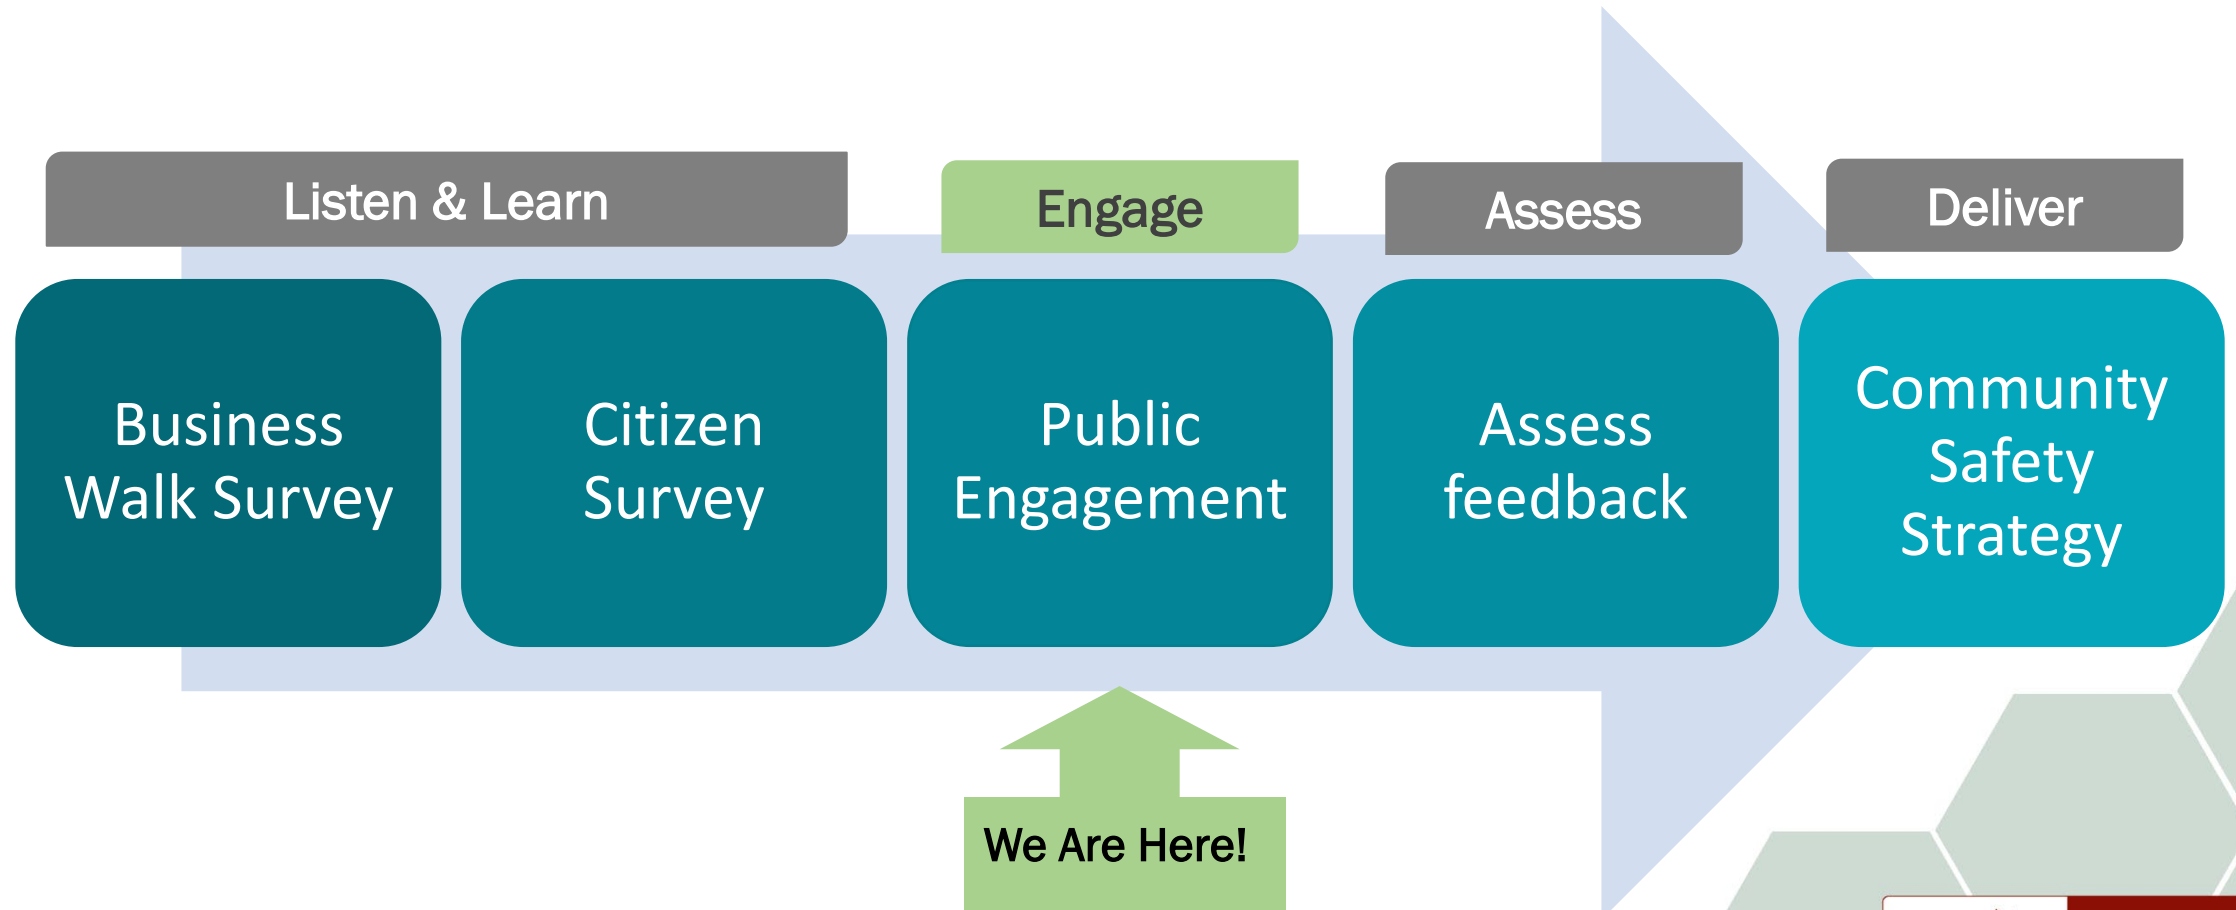 Listen & Learn
Engage
Assess
Deliver
Business
Walk Survey
Citizen
Survey
Public
Engagement
Assess
feedback
Community
Safety
Strategy
We Are Here!